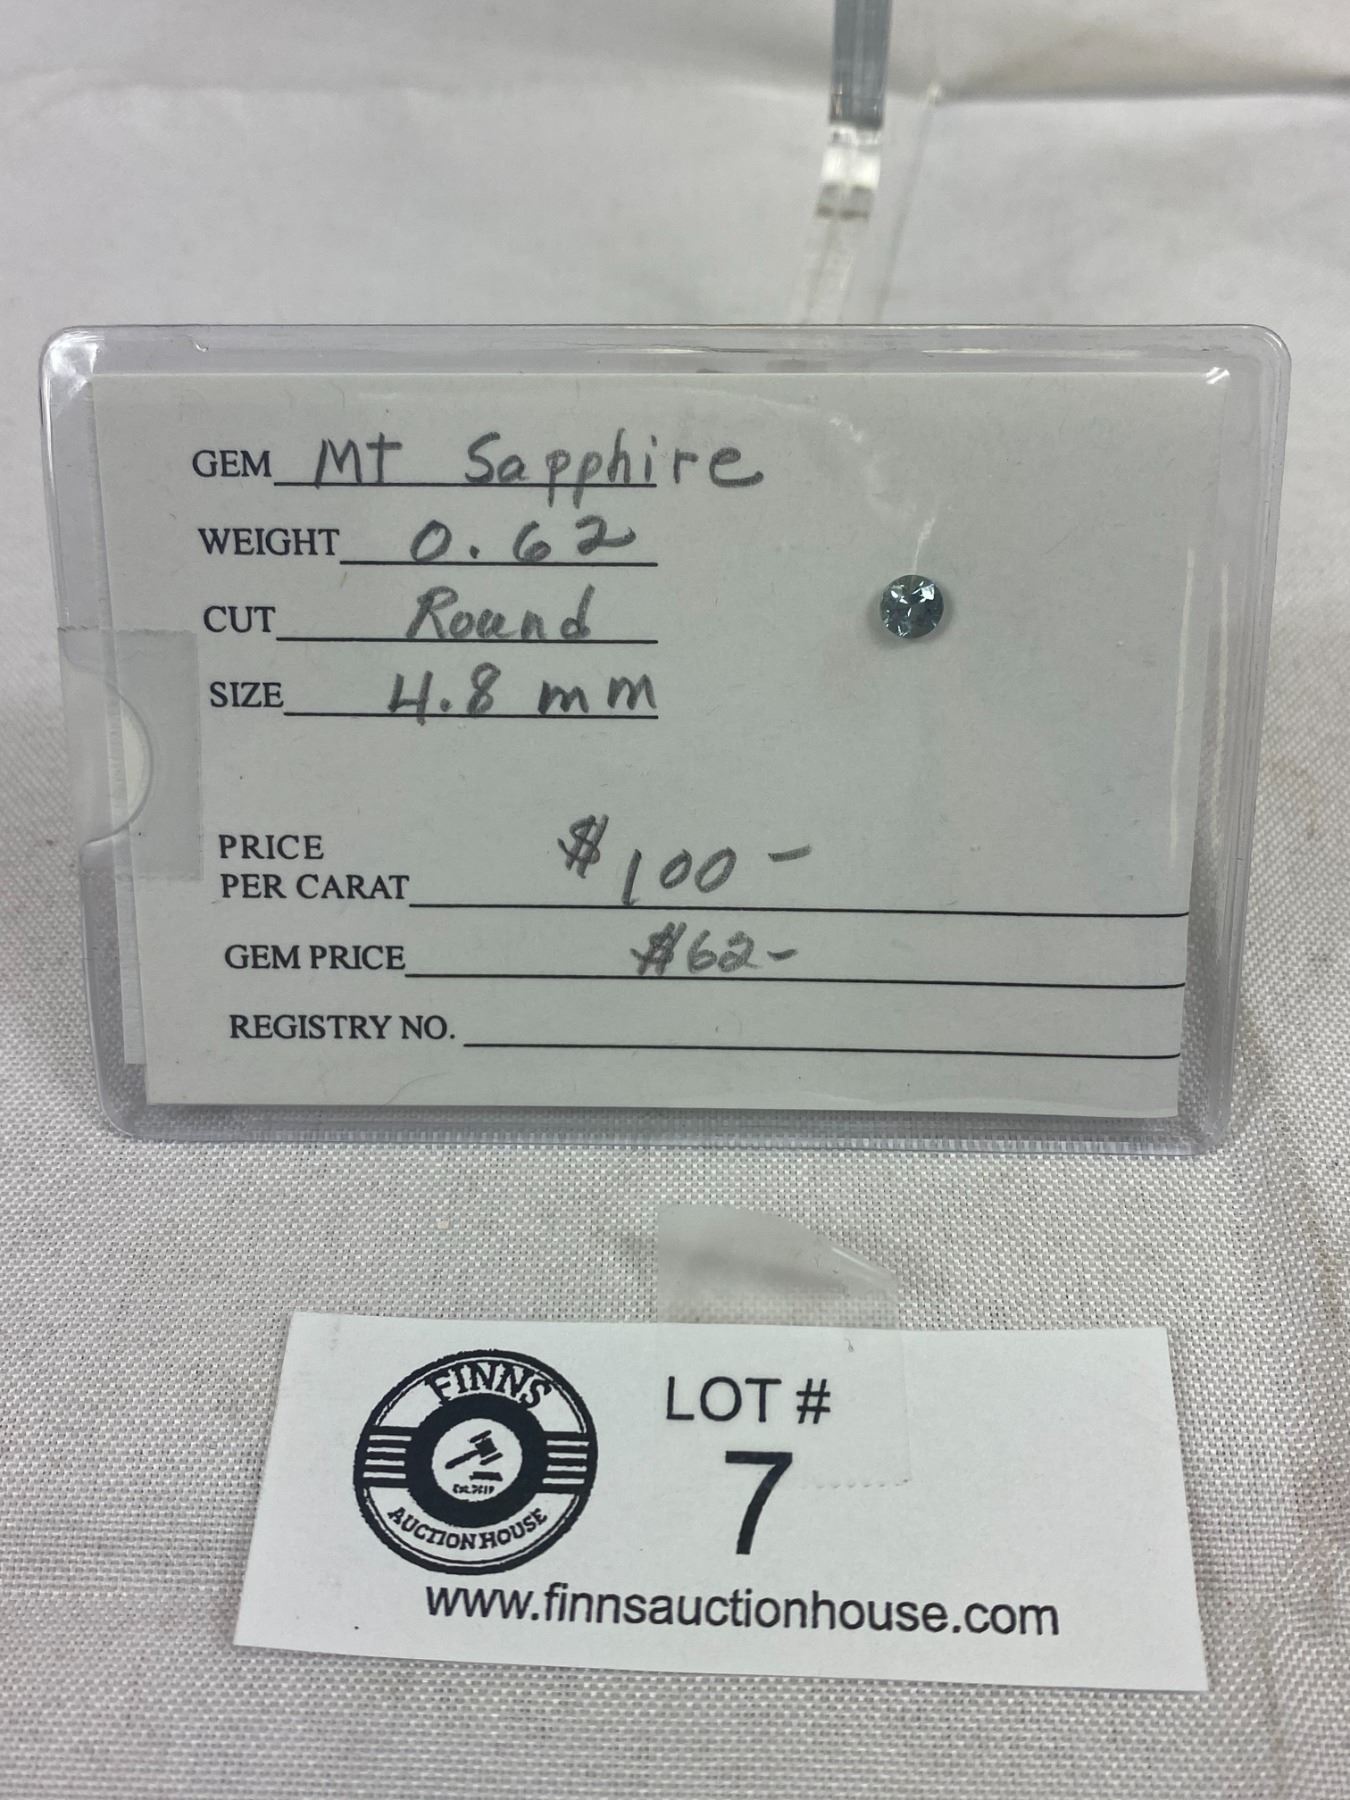 GEM Mt Sapphire
WEIGHT 0.62
CUT Round
SIZE 4.8 mm
PRICE
PER CARAT $100-
GEM PRICE $62-
REGISTRY NO.
FINNS
AUCTION HOUSE
LOT #
7
www.finnsauctionhouse.com